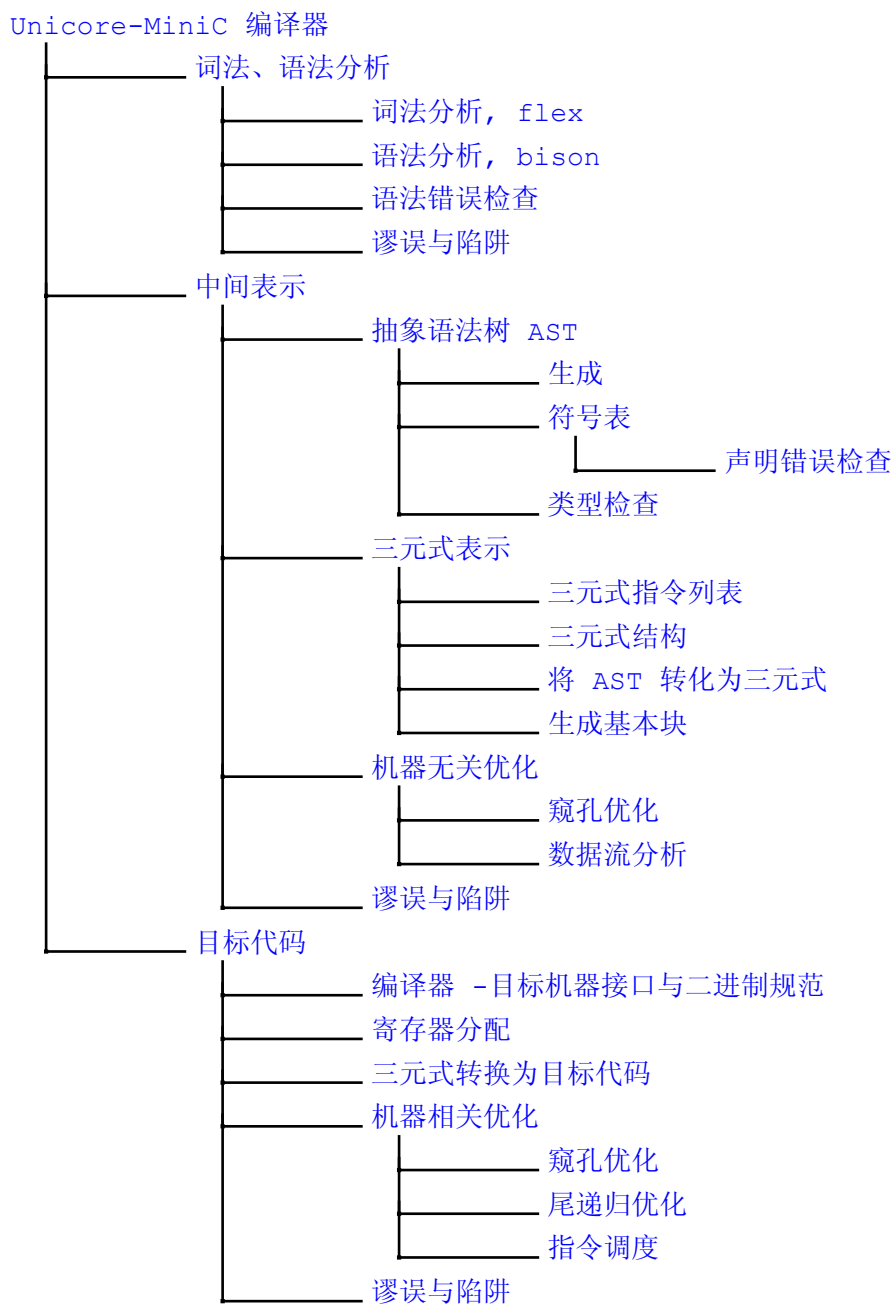 Unicore-MiniC 编译器
词法、语法分析
词法分析, flex
语法分析, bison
语法错误检查
谬误与陷阱
中间表示
抽象语法树 AST
生成
符号表
声明错误检查
类型检查
三元式表示
三元式指令列表
三元式结构
将 AST 转化为三元式
生成基本块
机器无关优化
窥孔优化
数据流分析
谬误与陷阱
目标代码
编译器 -目标机器接口与二进制规范
寄存器分配
三元式转换为目标代码
机器相关优化
窥孔优化
尾递归优化
指令调度
谬误与陷阱